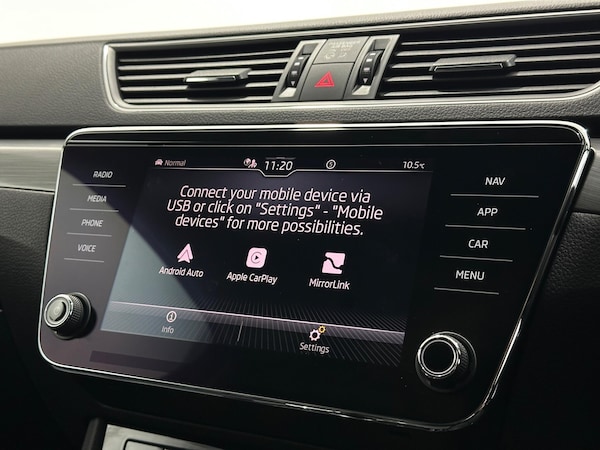 RADIO
MEDIA
PHONE
VOICE
Normal
11:20
10.5°C
Connect your mobile device via
USB or click on "Settings" - "Mobile
devices" for more possibilities.
Android Auto
Apple CarPlay
MirrorLink
Info
Settings
NAV
APP
CAR
MENU